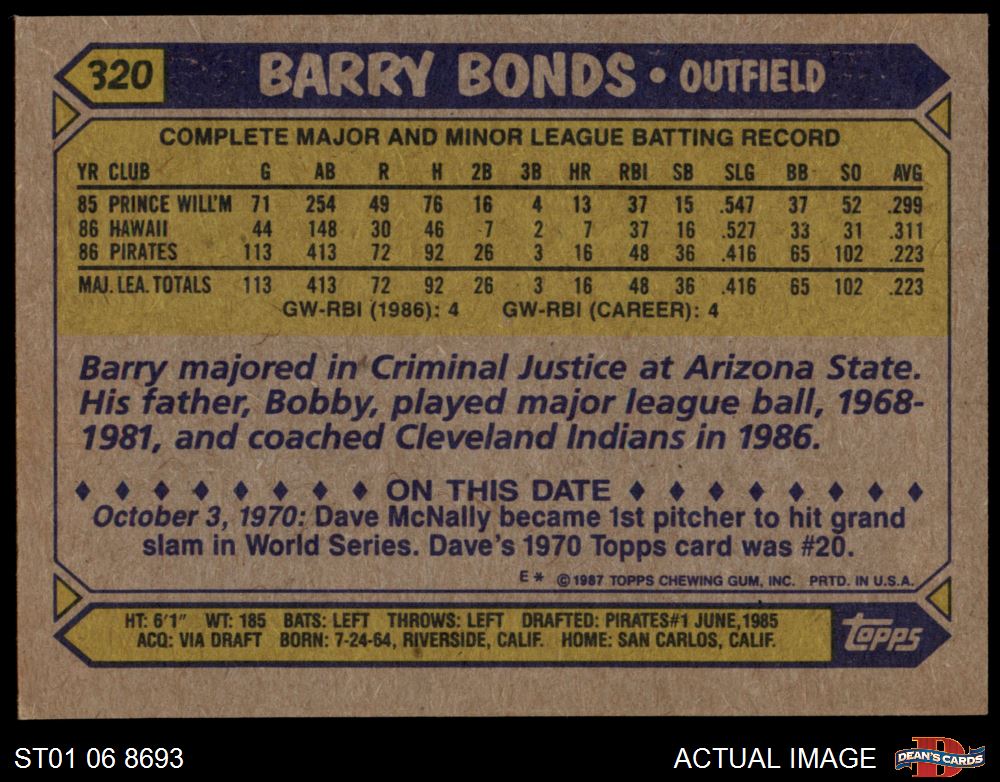 320 BARRY BONDS • OUTFIELD
COMPLETE MAJOR AND MINOR LEAGUE BATTING RECORD
YR CLUB G AB R H 2B 3B HR RBI SB SLG BB SO AVG
85 PRINCE WILL'M 71 254 49 76 16 4 13 37 15 .547 37 52 .299
86 HAWAII 44 148 30 46 7 2 7 37 16 .527 33 31 .311
86 PIRATES 113 413 72 92 26 3 16 48 36 .416 65 102 .223
MAJ. LEA. TOTALS 113 413 72 92 26 3 16 48 36 .416 65 102 .223
GW-RBI (1986): 4 GW-RBI (CAREER): 4
Barry majored in Criminal Justice at Arizona State.
His father, Bobby, played major league ball, 1968-
1981, and coached Cleveland Indians in 1986.
♦ ♦ ♦ ♦ ♦ ♦ ♦ ♦ ON THIS DATE ♦ ♦ ♦ ♦ ♦ ♦ ♦ ♦
October 3, 1970: Dave McNally became 1st pitcher to hit grand
slam in World Series. Dave's 1970 Topps card was #20.
E* ©1987 TOPPS CHEWING GUM, INC. PRTD. IN U.S.A.
HT: 6'1" WT: 185 BATS: LEFT THROWS: LEFT DRAFTED: PIRATES#1 JUNE,1985
ACQ: VIA DRAFT BORN: 7-24-64, RIVERSIDE, CALIF. HOME: SAN CARLOS, CALIF.
topps
ST01 06 8693 ACTUAL IMAGE D DEAN'S CARDS